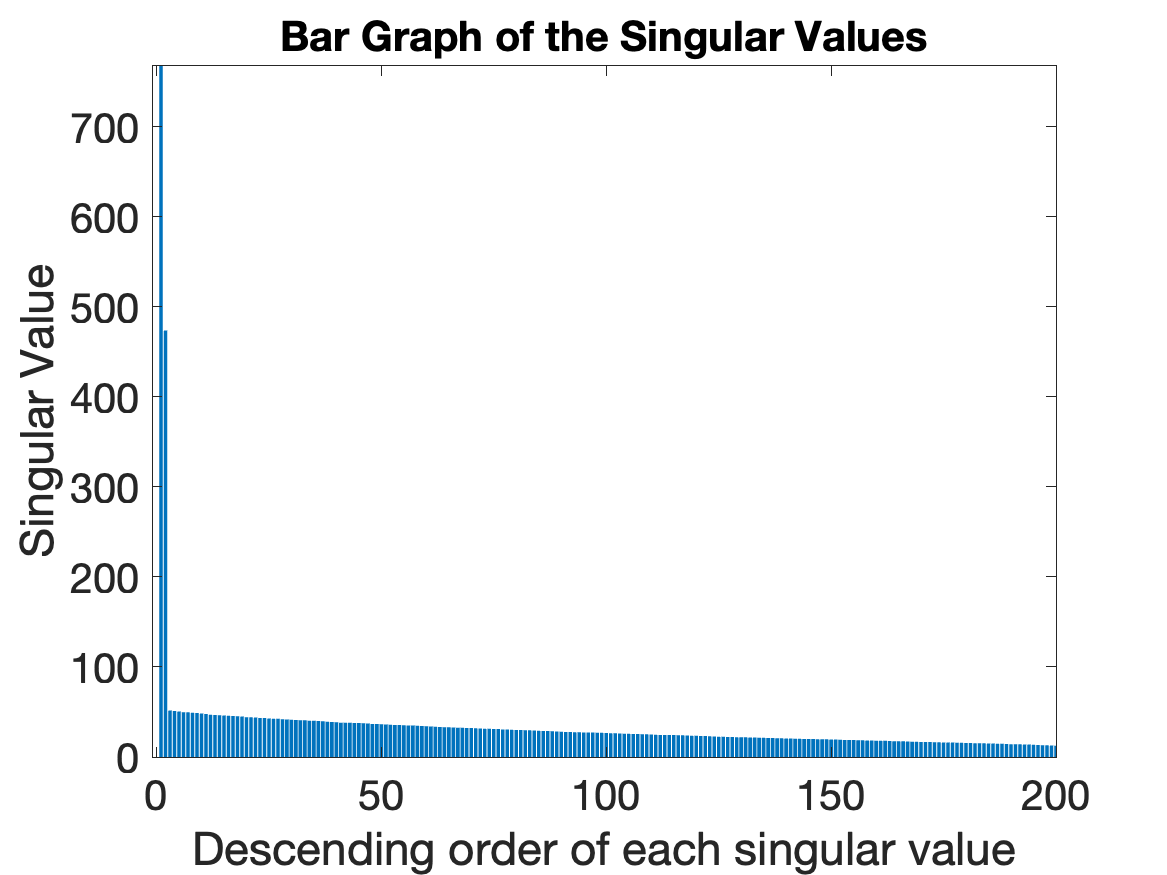 Bar Graph of the Singular Values
700
600
500
400
300
200
100
0
Singular Value
0 50 100 150 200
Descending order of each singular value